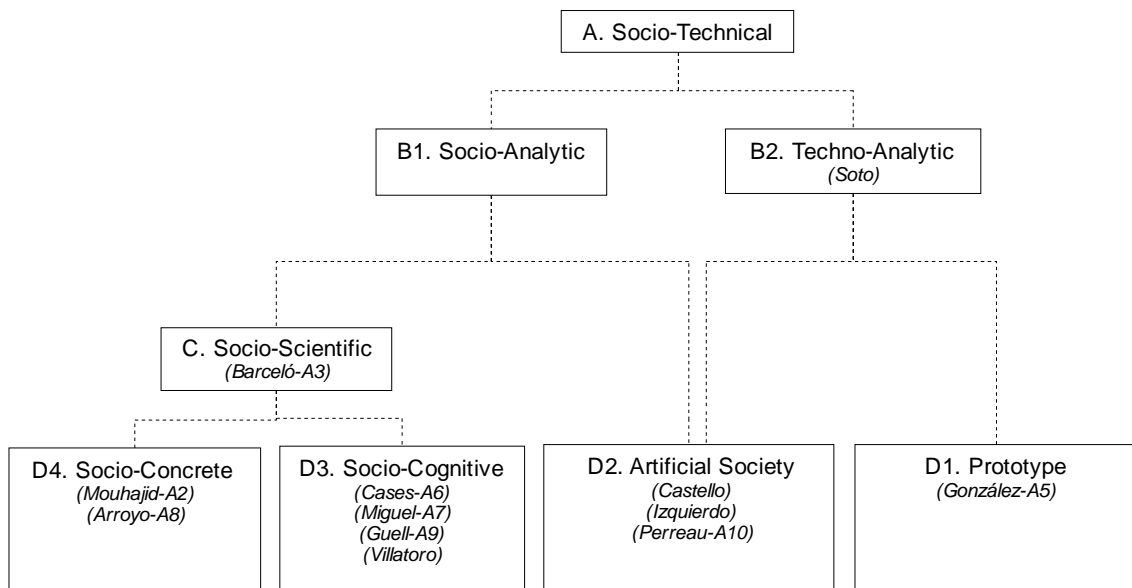 A. Socio-Technical
B1. Socio-Analytic
B2. Techno-Analytic
(Soto)
C. Socio-Scientific
(Barceló-A3)
D4. Socio-Concrete
(Mouhajid-A2)
(Arroyo-A8)
D3. Socio-Cognitive
(Cases-A6)
(Miguel-A7)
(Guell-A9)
(Villatoro)
D2. Artificial Society
(Castello)
(Izquierdo)
(Perreau-A10)
D1. Prototype
(González-A5)